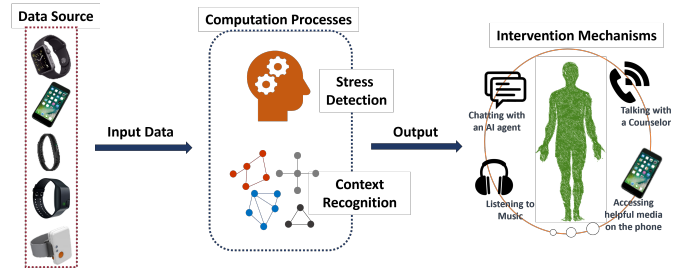 Data Source
Computation Processes
Intervention Mechanisms
Stress
Detection
Input Data
Output
Context
Recognition
Chatting with
an AI agent
Talking with
a Counselor
Listening to
Music
Accessing
helpful media
on the phone